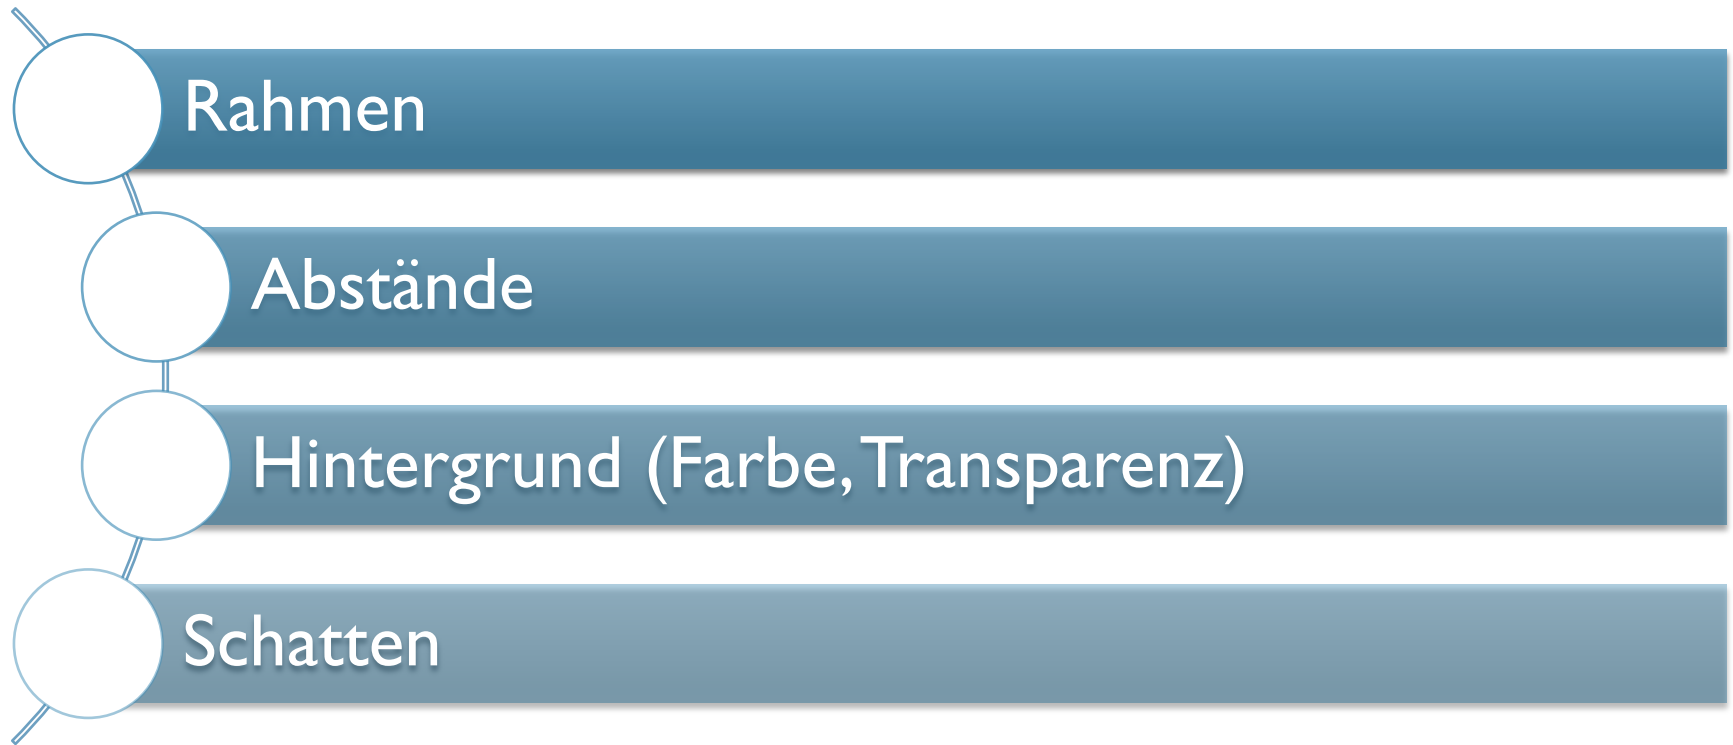 Rahmen
Abstände
Hintergrund (Farbe, Transparenz)
Schatten